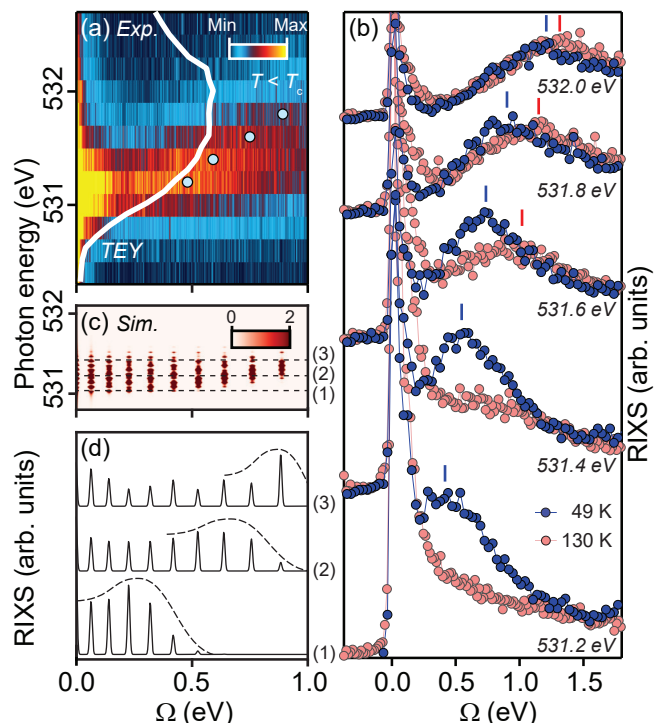 (a) Exp.
Min Max
T < Tc
532
531
TEY
Photon energy (eV)
(c) Sim.
0 2
532
531
(3)
(2)
(1)
(d)
(3)
(2)
(1)
RIXS (arb. units)
0.0 0.5 1.0
Ω (eV)
(b)
532.0 eV
531.8 eV
531.6 eV
531.4 eV
49 K
130 K
531.2 eV
RIXS (arb. units)
0.0 0.5 1.0 1.5
Ω (eV)